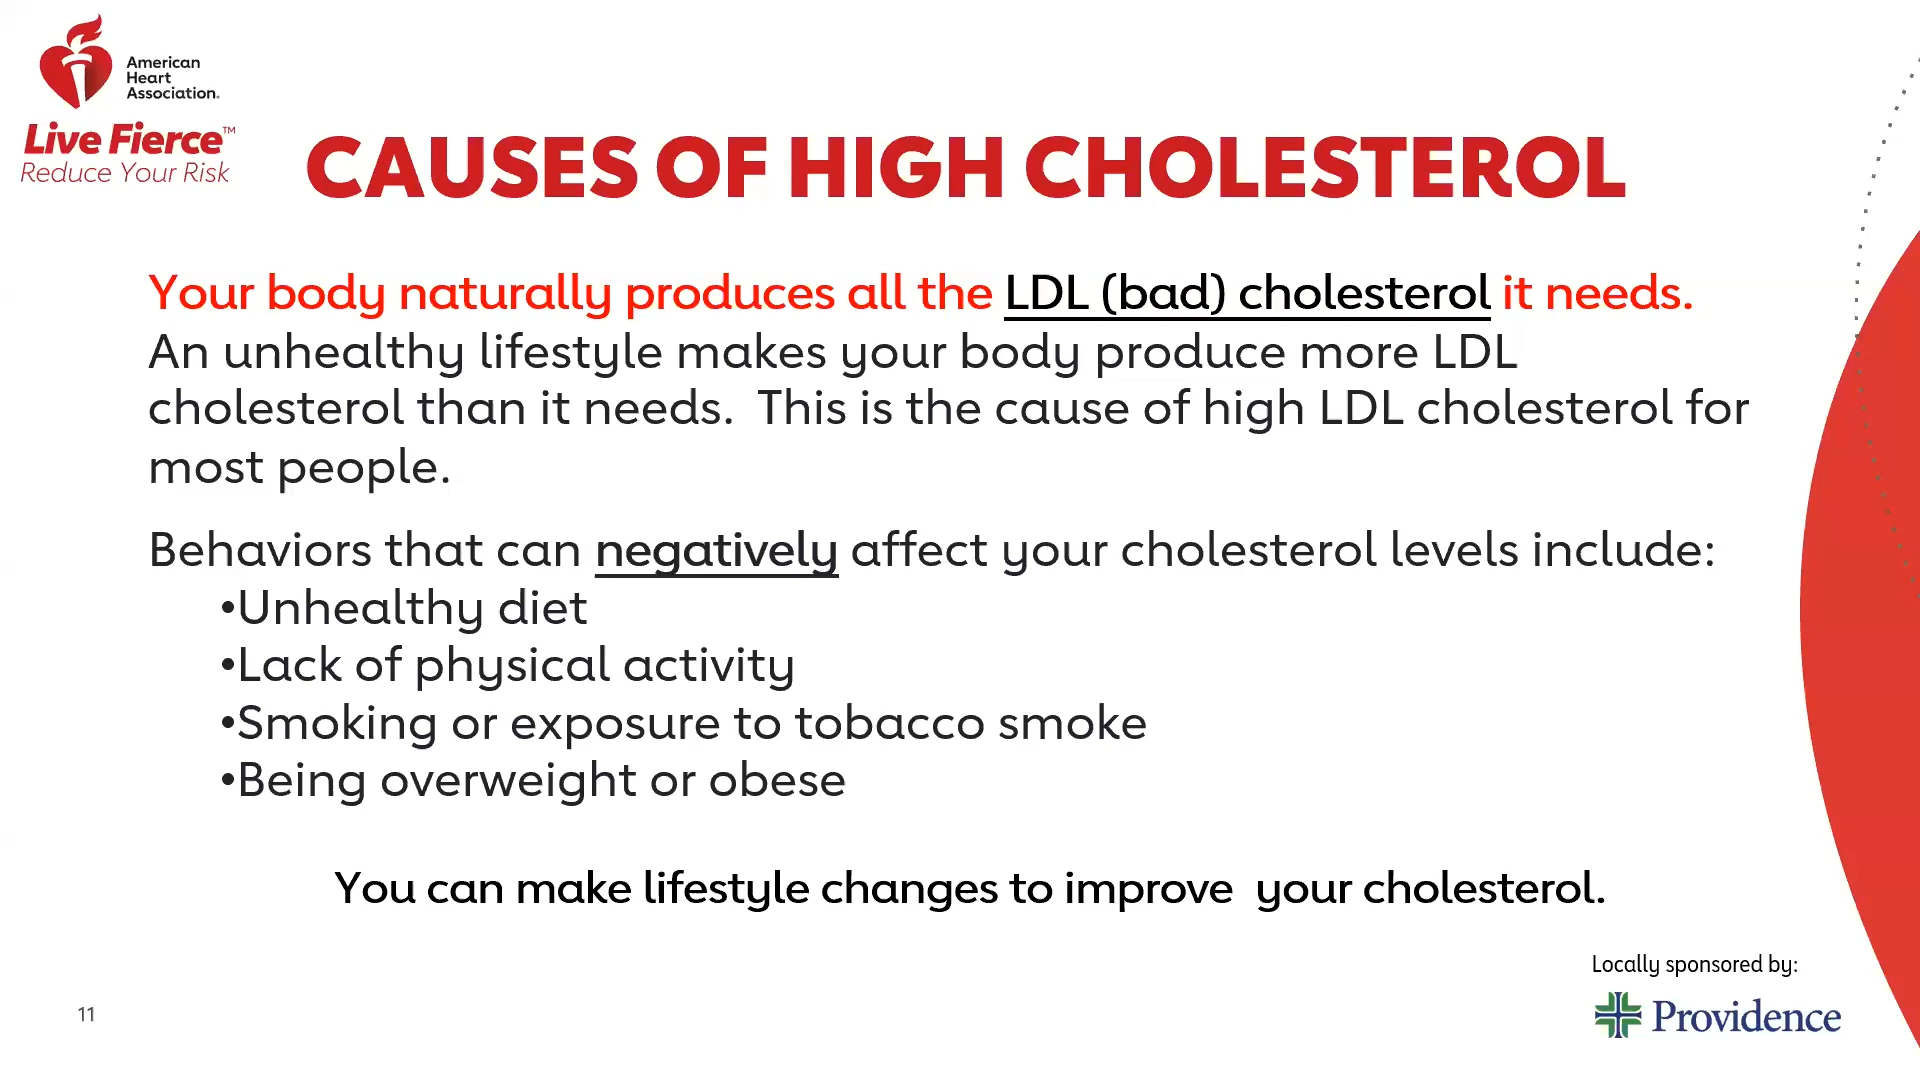 American
Heart
Association.
Live Fierce™
Reduce Your Risk
CAUSES OF HIGH CHOLESTEROL
Your body naturally produces all the LDL (bad) cholesterol it needs.
An unhealthy lifestyle makes your body produce more LDL
cholesterol than it needs.  This is the cause of high LDL cholesterol for
most people.
Behaviors that can negatively affect your cholesterol levels include:
•Unhealthy diet
•Lack of physical activity
•Smoking or exposure to tobacco smoke
•Being overweight or obese
You can make lifestyle changes to improve  your cholesterol.
Locally sponsored by:
Providence
11